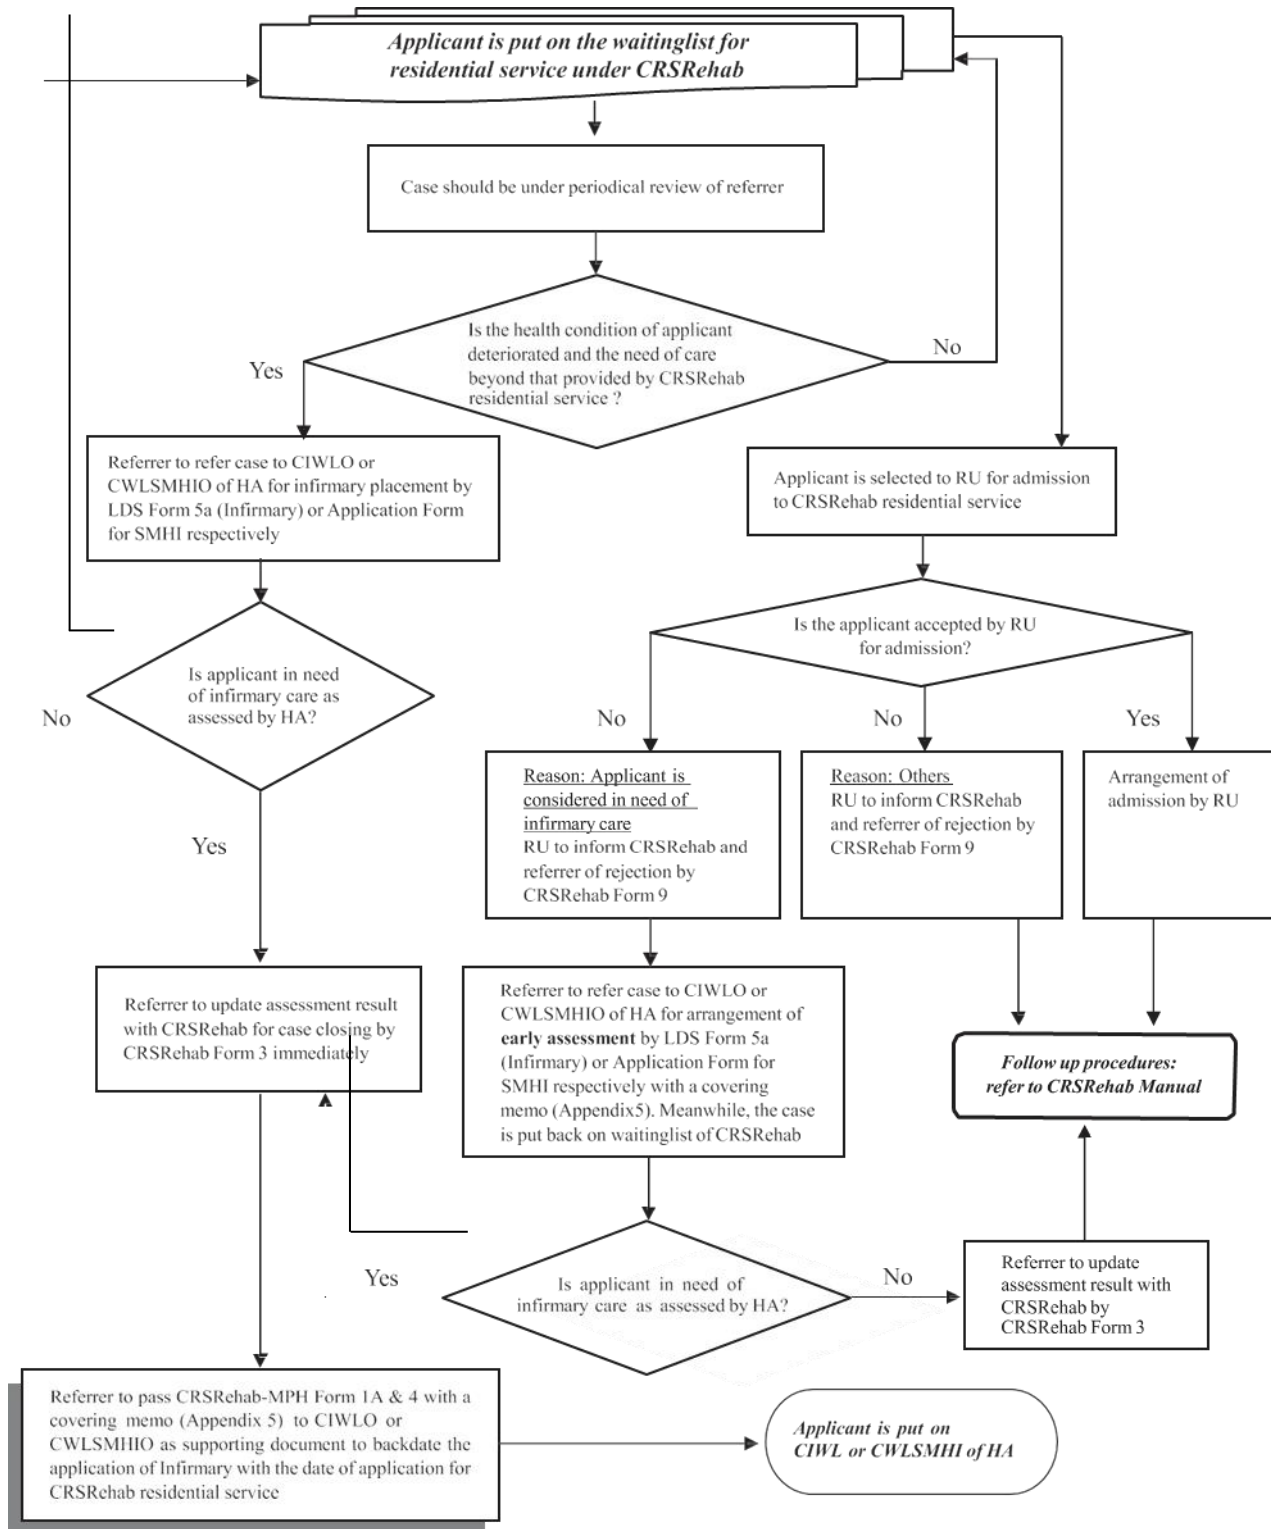 Applicant is put on the waitinglist for
residential service under CRSRehab
Case should be under periodical review of referrer
Is the health condition of applicant
deteriorated and the need of care
beyond that provided by CRSRehab
residential service ?
No
Yes
Referrer to refer case to CIWLO or
CWLSMHIO of HA for infirmary placement by
LDS Form 5a (Infirmary) or Application Form
for SMHI respectively
Applicant is selected to RU for admission
to CRSRehab residential service
Is the applicant accepted by RU
for admission?
Is applicant in need
of infirmary care as
assessed by HA?
No
No
No
Yes
Reason: Applicant is
considered in need of
infirmary care
RU to inform CRSRehab and
referrer of rejection by
CRSRehab Form 9
Reason: Others
RU to inform CRSRehab
and referrer of rejection by
CRSRehab Form 9
Arrangement of
admission by RU
Yes
Referrer to update assessment result
with CRSRehab for case closing by
CRSRehab Form 3 immediately
Referrer to refer case to CIWLO or
CWLSMHIO of HA for arrangement of
early assessment by LDS Form 5a
(Infirmary) or Application Form for
SMHI respectively with a covering
memo (Appendix5). Meanwhile, the case
is put back on waitinglist of CRSRehab
Follow up procedures:
refer to CRSRehab Manual
Yes
Is applicant in need of
infirmary care as assessed by HA?
No
Referrer to update
assessment result with
CRSRehab by
CRSRehab Form 3
Referrer to pass CRSRehab-MPH Form 1A & 4 with a
covering memo (Appendix 5) to CIWLO or
CWLSMHIO as supporting document to backdate the
application of Infirmary with the date of application for
CRSRehab residential service
Applicant is put on
CIWL or CWLSMHI of HA